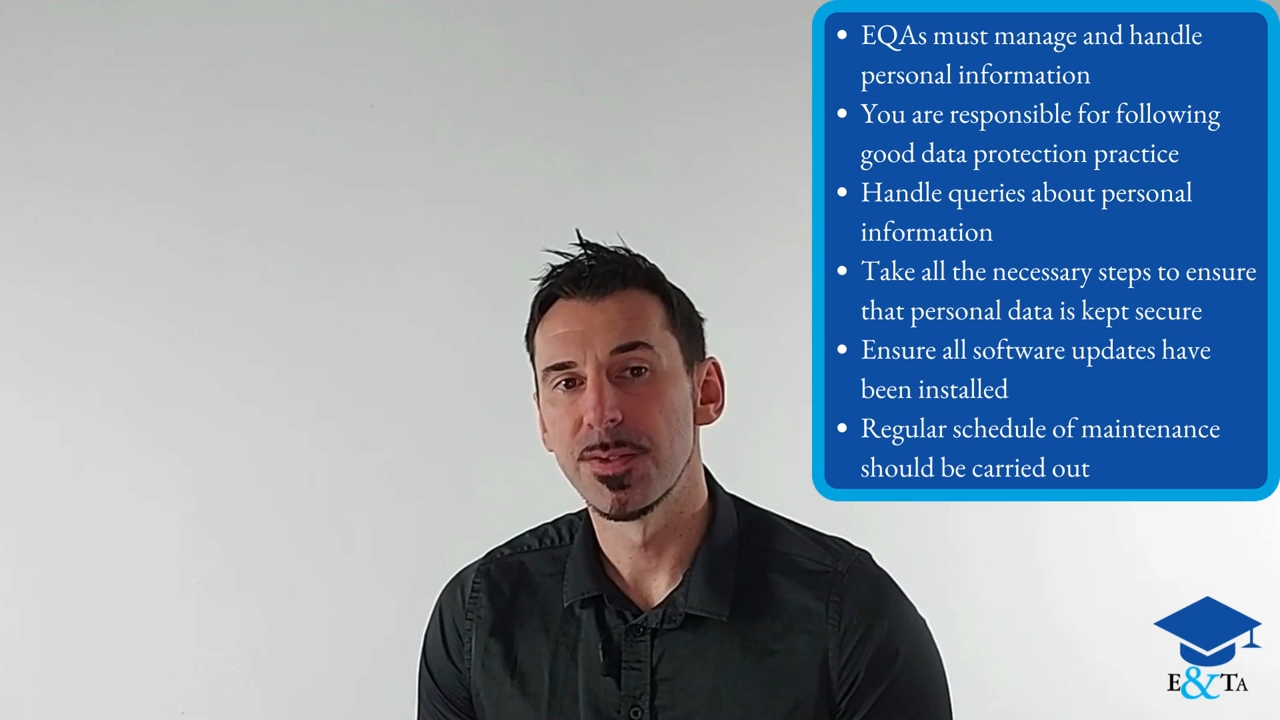 • EQAs must manage and handle
personal information
• You are responsible for following
good data protection practice
• Handle queries about personal
information
• Take all the necessary steps to ensure
that personal data is kept secure
• Ensure all software updates have
been installed
• Regular schedule of maintenance
should be carried out
E&TA